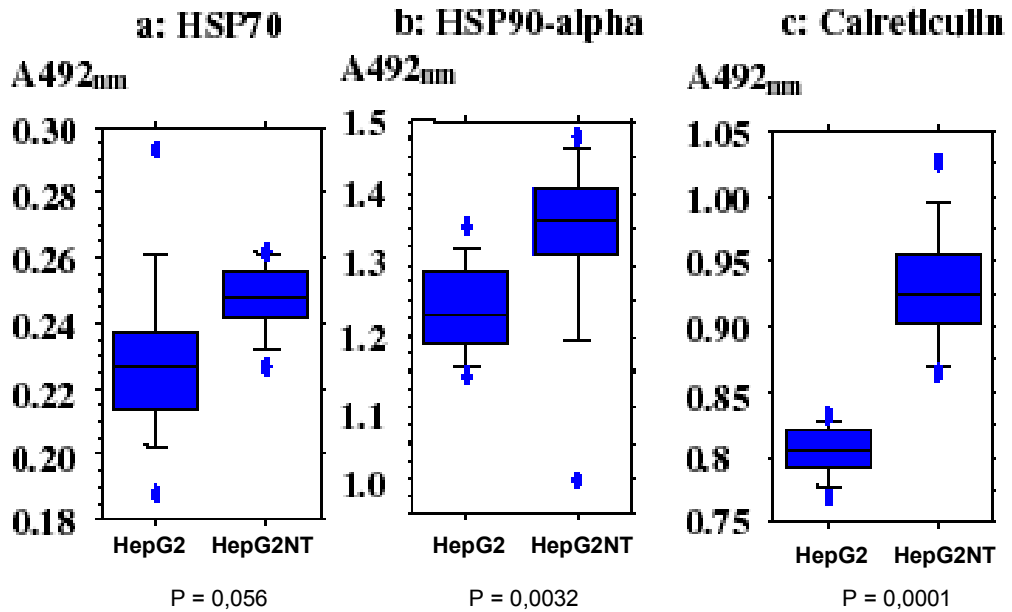 a: HSP70
A492nm
0.30
0.28
0.26
0.24
0.22
0.20
0.18
HepG2 HepG2NT
P = 0,056
b: HSP90-alpha
A492nm
1.5
1.4
1.3
1.2
1.1
1.0
HepG2 HepG2NT
P = 0,0032
c: Calreticulin
A492nm
1.05
1.00
0.95
0.90
0.85
0.8
0.75
HepG2 HepG2NT
P = 0,0001